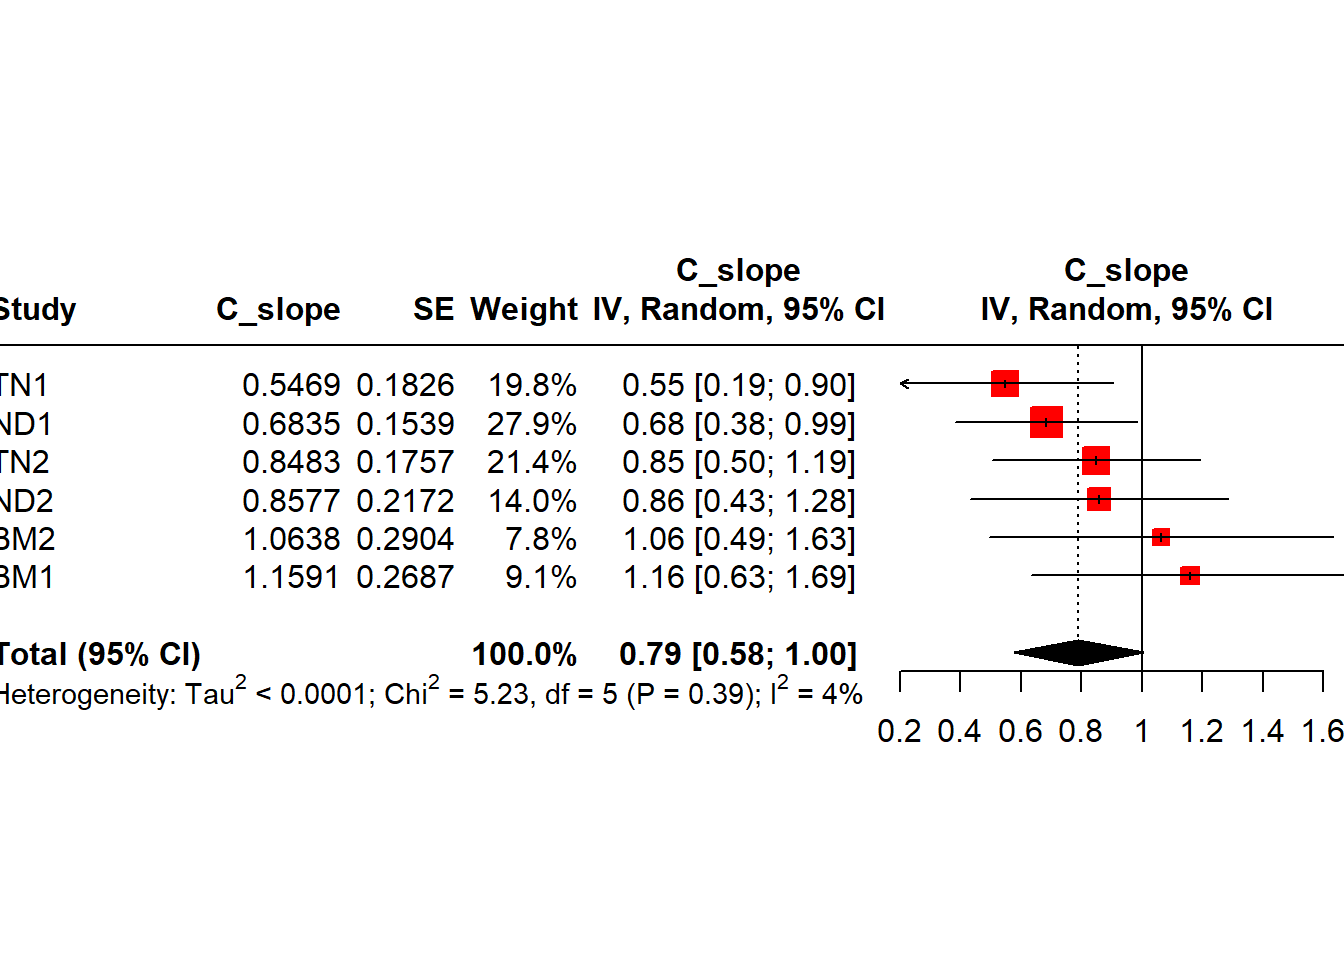 C_slope C_slope
Study C_slope SE Weight IV, Random, 95% CI IV, Random, 95% CI
TN1 0.5469 0.1826 19.8% 0.55 [0.19; 0.90]
ND1 0.6835 0.1539 27.9% 0.68 [0.38; 0.99]
TN2 0.8483 0.1757 21.4% 0.85 [0.50; 1.19]
ND2 0.8577 0.2172 14.0% 0.86 [0.43; 1.28]
BM2 1.0638 0.2904 7.8% 1.06 [0.49; 1.63]
BM1 1.1591 0.2687 9.1% 1.16 [0.63; 1.69]
Total (95% CI) 100.0% 0.79 [0.58; 1.00]
Heterogeneity: Tau² < 0.0001; Chi² = 5.23, df = 5 (P = 0.39); I² = 4%
0.2 0.4 0.6 0.8 1 1.2 1.4 1.6